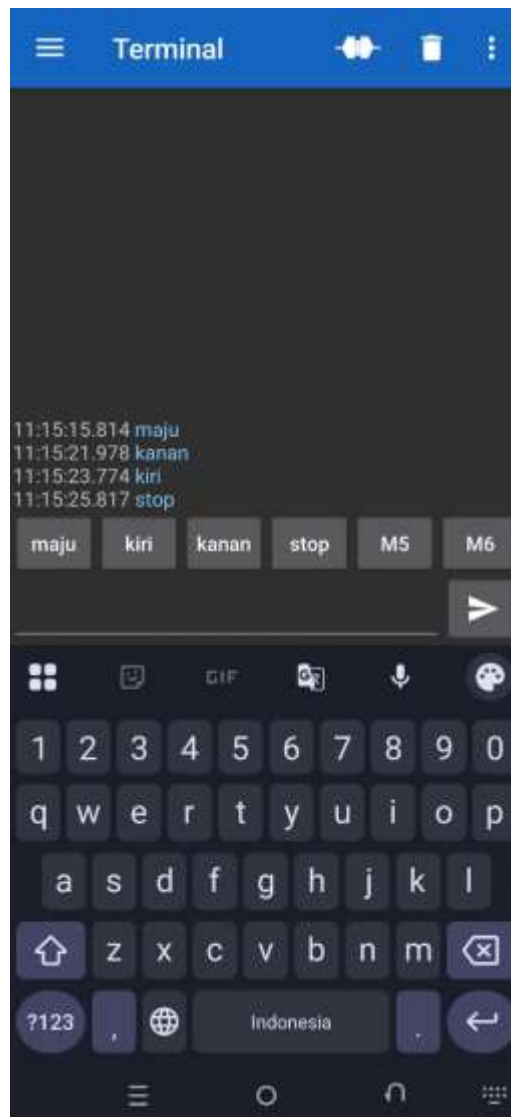 Terminal
11:15:15.814 maju
11:15:21.978 kanan
11:15:23.774 kiri
11:15:25.817 stop
maju kiri kanan stop M5 M6
GIF
1 2 3 4 5 6 7 8 9 0
q w e r t y u i o p
a s d f g h j k l
z x c v b n m
?123 , Indonesia .